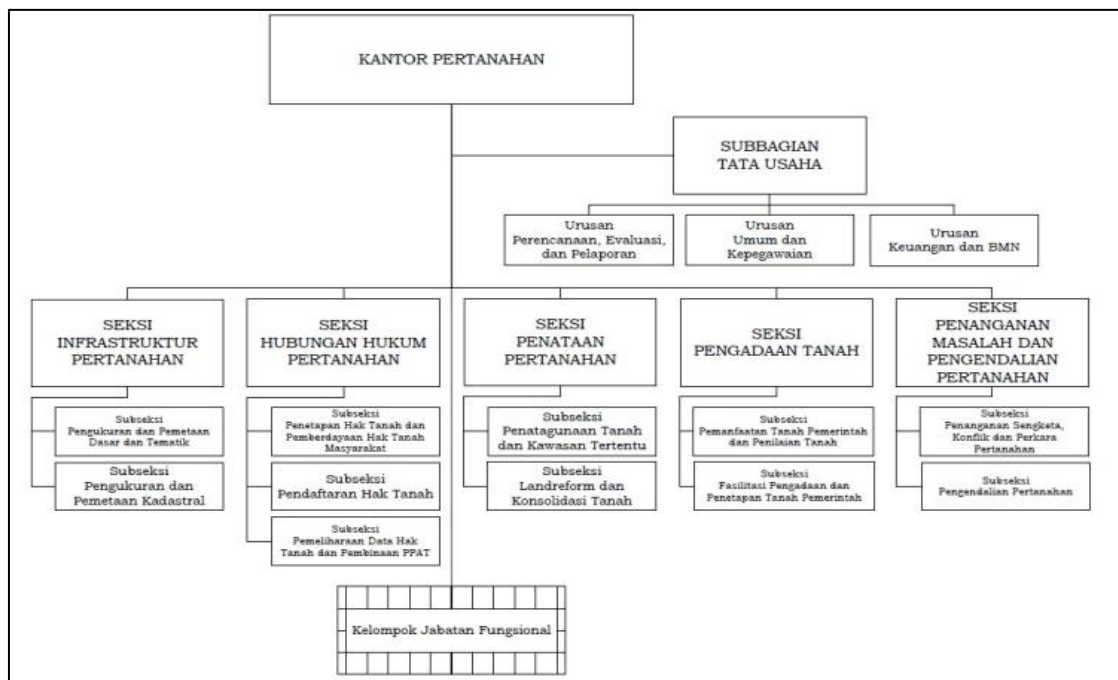 KANTOR PERTANAHAN
SUBBAGIAN
TATA USAHA
Urusan
Perencanaan, Evaluasi,
dan Pelaporan
Urusan
Umum dan
Kepegawaian
Urusan
Keuangan dan BMN
SEKSI
INFRASTRUKTUR
PERTANAHAN
SEKSI
HUBUNGAN HUKUM
PERTANAHAN
SEKSI
PENATAAN
PERTANAHAN
SEKSI
PENGADAAN TANAH
SEKSI
PENANGANAN
MASALAH DAN
PENGENDALIAN
PERTANAHAN
Subseksi
Pengukuran dan Pemetaan
Dasar dan Tematik
Subseksi
Pengukuran dan
Pemetaan Kadastral
Subseksi
Penetapan Hak Tanah dan
Pemberdayaan Hak Tanah
Masyarakat
Subseksi
Pendaftaran Hak Tanah
Subseksi
Pemeliharaan Data Hak
Tanah dan Pembinaan PPAT
Subseksi
Penatagunaan Tanah
dan Kawasan Tertentu
Subseksi
Landreform dan
Konsolidasi Tanah
Subseksi
Pemanfaatan Tanah Pemerintah
dan Penilaian Tanah
Subseksi
Fasilitasi Pengadaan dan
Penetapan Tanah Pemerintah
Subseksi
Penanganan Sengketa,
Konflik dan Perkara
Pertanahan
Subseksi
Pengendalian Pertanahan
Kelompok Jabatan Fungsional